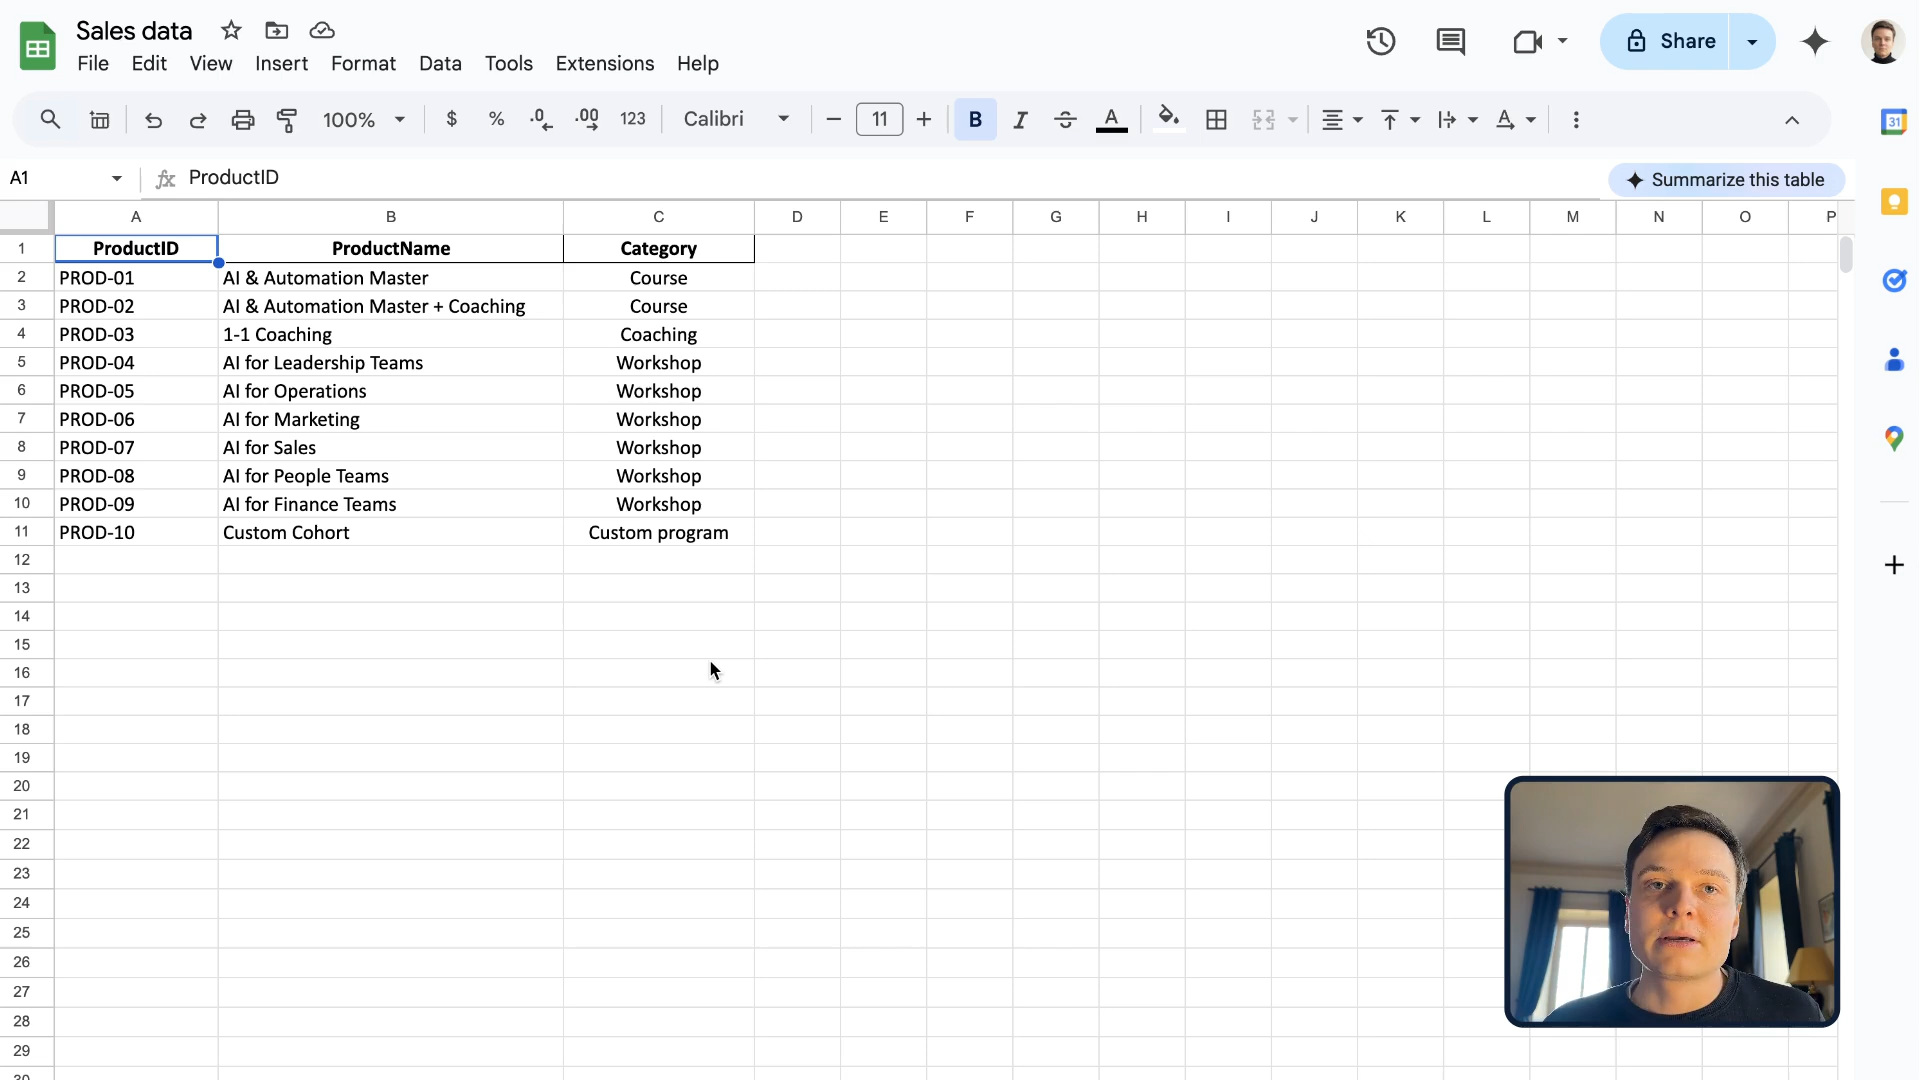 Sales data
File Edit View Insert Format Data Tools Extensions Help
Share
100% $ % .0 .00 123 Calibri 11 B I S A A
31
A1 fx ProductID
Summarize this table
A B C D E F G H I J K L M N O P
1 ProductID ProductName Category
2 PROD-01 AI & Automation Master Course
3 PROD-02 AI & Automation Master + Coaching Course
4 PROD-03 1-1 Coaching Coaching
5 PROD-04 AI for Leadership Teams Workshop
6 PROD-05 AI for Operations Workshop
7 PROD-06 AI for Marketing Workshop
8 PROD-07 AI for Sales Workshop
9 PROD-08 AI for People Teams Workshop
10 PROD-09 AI for Finance Teams Workshop
11 PROD-10 Custom Cohort Custom program
12
13
14
15
16
17
18
19
20
21
22
23
24
25
26
27
28
29
30